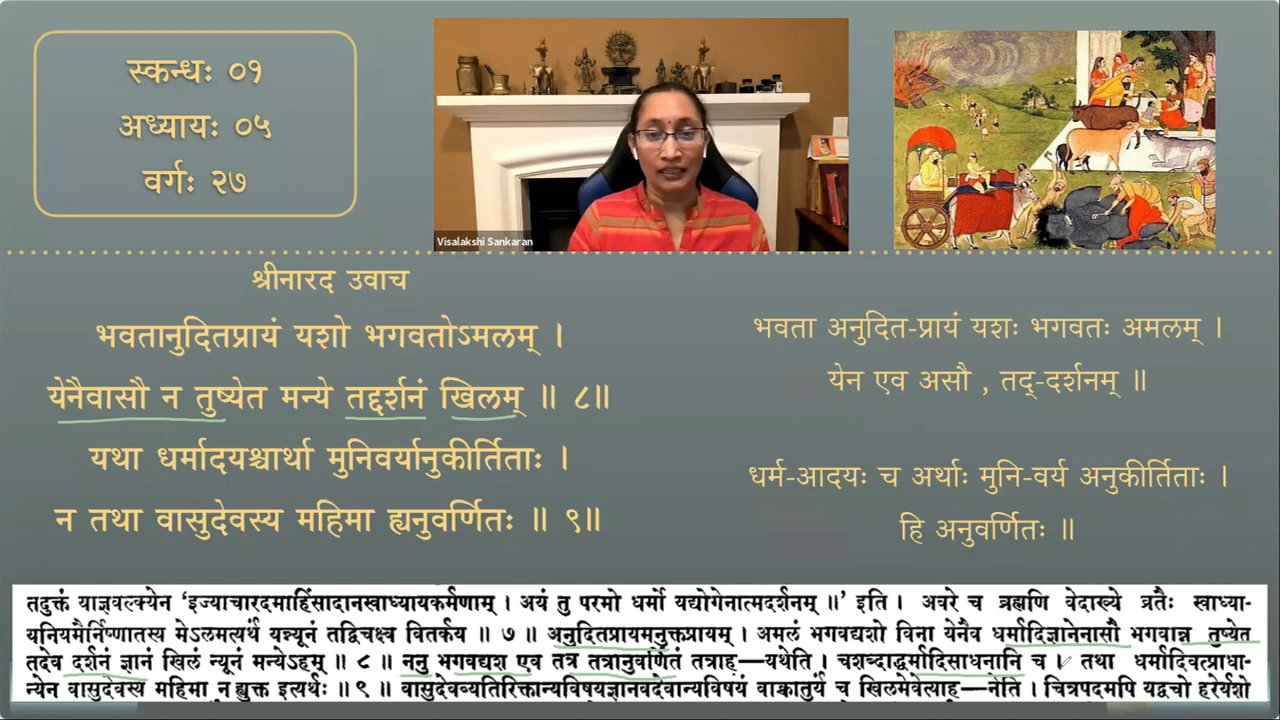 स्कन्धः ०१
अध्यायः ०५
वर्गः २७
Visalakshi Sankaran
श्रीनारद उवाच
भवतानुदितप्रायं यशो भगवतोऽमलम् ।
येनैवासौ न तुष्येत मन्ये तद्दर्शनं खिलम् ॥ ८॥
यथा धर्मादयश्चार्था मुनिवर्यानुकीर्तिताः ।
न तथा वासुदेवस्य महिमा ह्यनुवर्णितः ॥ ९॥
भवता अनुदित-प्रायं यशः भगवतः अमलम् ।
येन एव असौ , तद्-दर्शनम् ॥
धर्म-आदयः च अर्थाः मुनि-वर्य अनुकीर्तिताः ।
हि अनुवर्णितः ॥
तदुक्तं याज्ञवल्क्येन ‘इज्याचारदमाहिंसादानस्वाध्यायकर्मणाम् । अयं तु परमो धर्मो यद्योगेनात्मदर्शनम् ॥’ इति । अवरे च ब्रह्मणि वेदाख्ये व्रतैः स्वाध्या-
यनियमैर्निष्णातस्य मेऽलमत्यर्थं यन्न्यूनं तद्विचक्ष्व वितर्कय ॥ ७ ॥ अनुदितप्रायमनुक्तप्रायम् । अमलं भगवद्यशो विना येनैव धर्मादिज्ञानेनासौ भगवान्न तुष्येत
तदेव दर्शनं ज्ञानं खिलं न्यूनं मन्येऽहम् ॥ ८ ॥ ननु भगवद्यश एव तत्र तत्रानुवर्णितं तत्राह—यथेति । चशब्दाद्धर्मादिसाधनानि च । तथा धर्मादिवत्प्राधा-
न्येन वासुदेवस्य महिमा न ह्युक्त इत्यर्थः ॥ ९ ॥ वासुदेवव्यतिरिक्तान्यविषयज्ञानवदेवान्यविषयं वाक्चातुर्यं च खिलमेवेत्याह—नेति । चित्रपदमपि यद्वचो हरेर्यशो